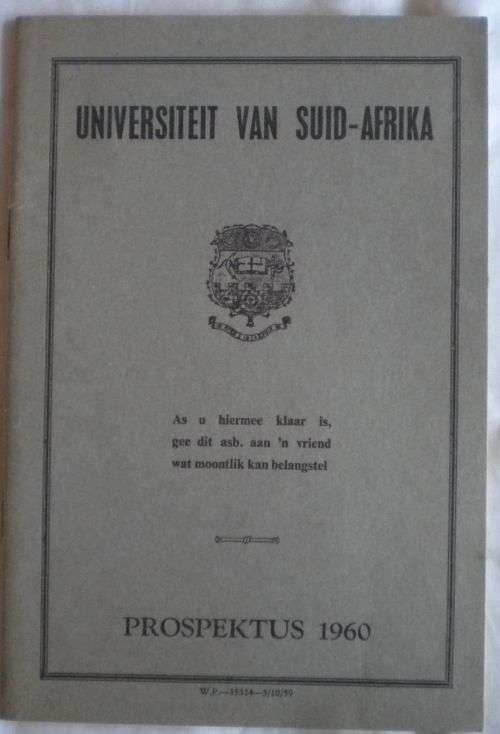 UNIVERSITEIT VAN SUID-AFRIKA
As u hiermee klaar is,
gee dit asb. aan 'n vriend
wat moontlik kan belangstel
PROSPEKTUS 1960